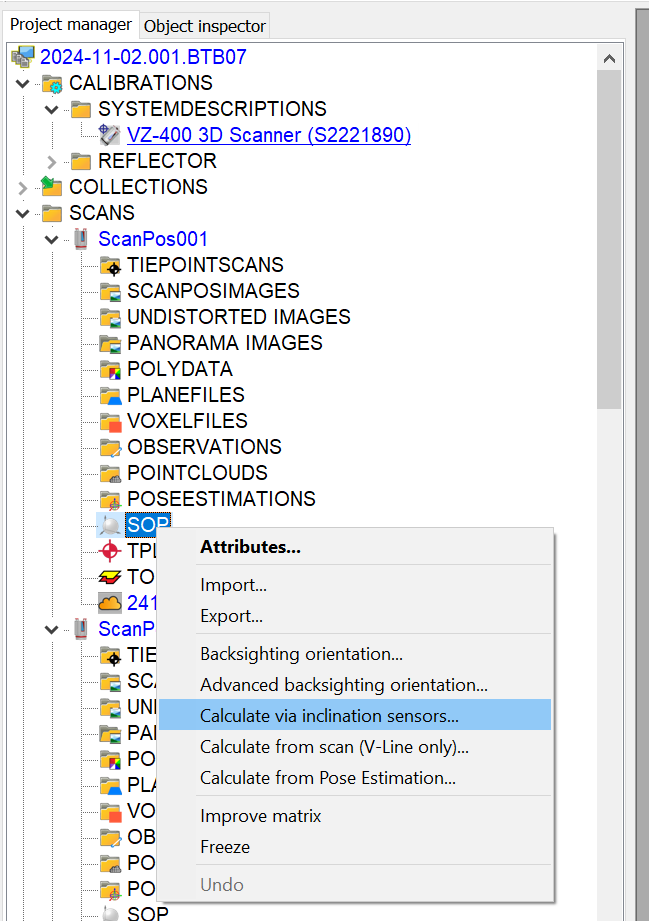 Project manager
Object inspector
2024-11-02.001.BTB07
CALIBRATIONS
SYSTEMDESCRIPTIONS
VZ-400 3D Scanner (S2221890)
REFLECTOR
COLLECTIONS
SCANS
ScanPos001
TIEPOINTSCANS
SCANPOSIMAGES
UNDISTORTED IMAGES
PANORAMA IMAGES
POLYDATA
PLANEFILES
VOXELFILES
OBSERVATIONS
POINTCLOUDS
POSEESTIMATIONS
SOP
TPL
TO
241
ScanP
TIE
SCA
UNI
PAI
PO
PLA
VO
OB
PO
PO
SOP
Attributes...
Import...
Export...
Backsighting orientation...
Advanced backsighting orientation...
Calculate via inclination sensors...
Calculate from scan (V-Line only)...
Calculate from Pose Estimation...
Improve matrix
Freeze
Undo